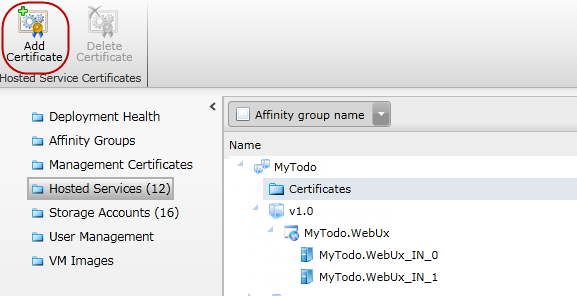 Add
Certificate
Delete
Certificate
Hosted Service Certificates
Deployment Health
Affinity Groups
Management Certificates
Hosted Services (12)
Storage Accounts (16)
User Management
VM Images
Affinity group name
Name
MyTodo
Certificates
v1.0
MyTodo.WebUx
MyTodo.WebUx_IN_0
MyTodo.WebUx_IN_1